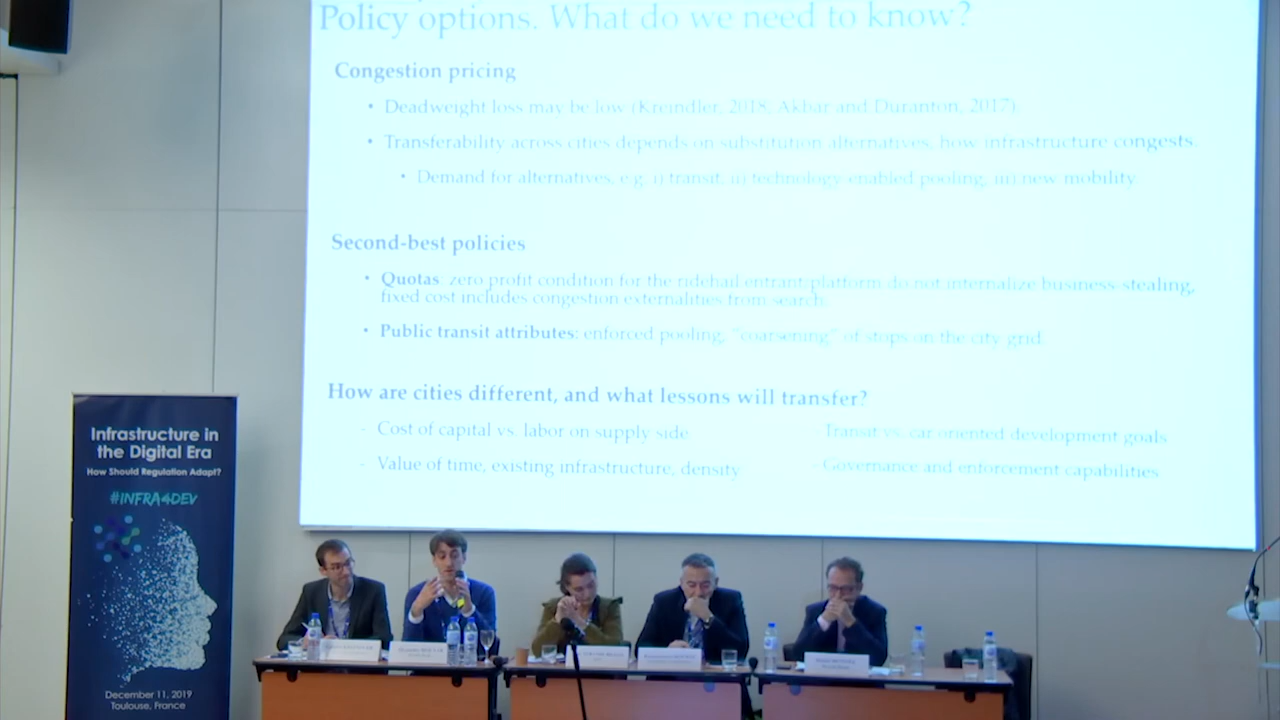 Policy options. What do we need to know?
Congestion pricing
• Deadweight loss may be low (Kreindler, 2018, Akbar and Duranton, 2017).
• Transferability across cities depends on substitution alternatives, how infrastructure congests.
• Demand for alternatives, e.g. i) transit, ii) technology-enabled pooling, iii) new mobility
Second-best policies
• Quotas: zero profit condition for the ridehail entrant/platform do not internalize business-stealing,
fixed cost includes congestion externalities from search.
• Public transit attributes: enforced pooling, "coarsening" of stops on the city grid
How are cities different, and what lessons will transfer?
- Cost of capital vs. labor on supply side
- Transit vs. car oriented development goals
- Value of time, existing infrastructure, density
- Governance and enforcement capabilities
Infrastructure in
the Digital Era
How Should Regulation Adapt?
#INFRA4DEV
December 11, 2019
Toulouse, France